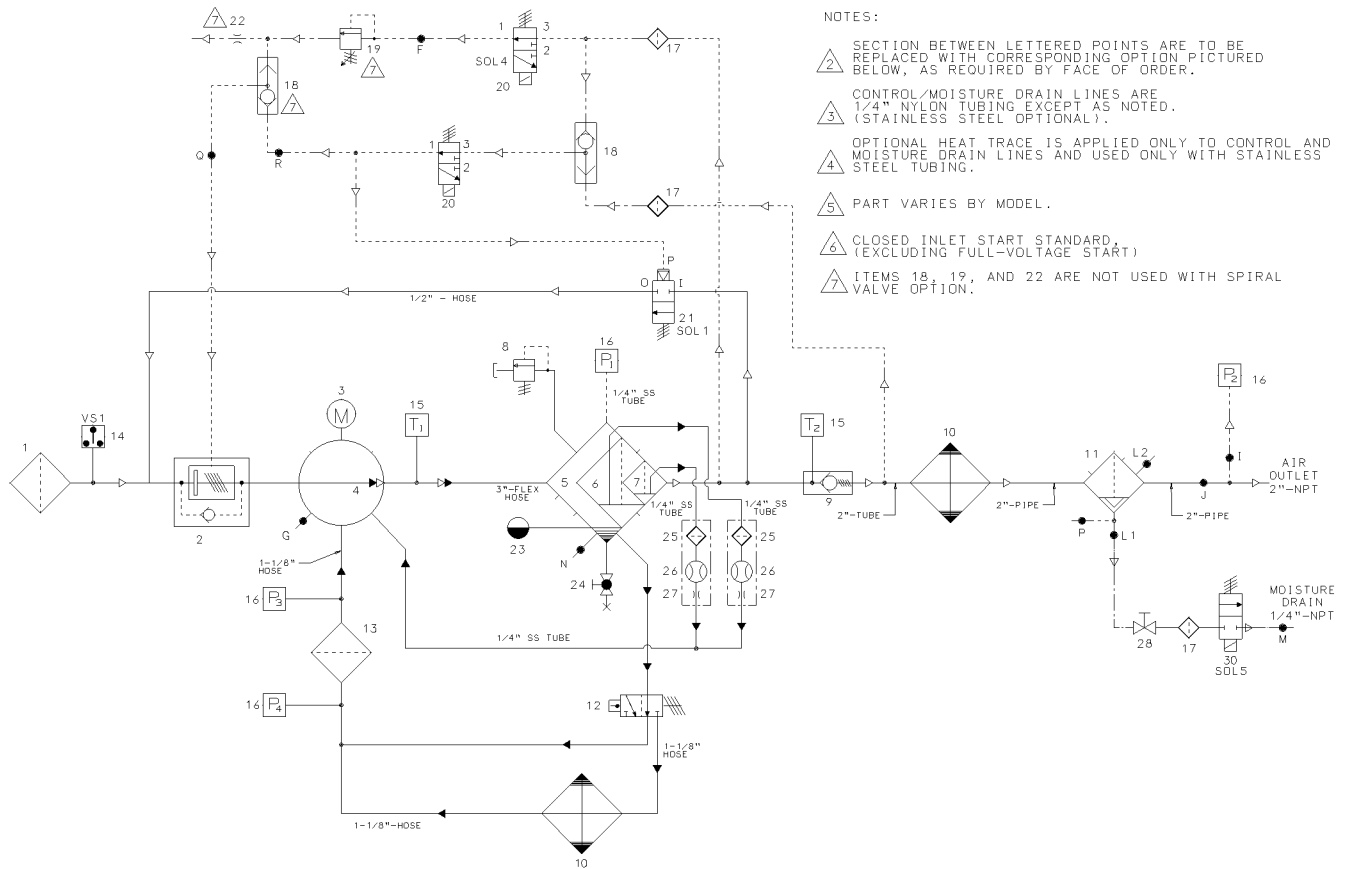 NOTES:
2 SECTION BETWEEN LETTERED POINTS ARE TO BE
REPLACED WITH CORRESPONDING OPTION PICTURED
BELOW, AS REQUIRED BY FACE OF ORDER.
3 CONTROL/MOISTURE DRAIN LINES ARE
1/4" NYLON TUBING EXCEPT AS NOTED.
(STAINLESS STEEL OPTIONAL).
4 OPTIONAL HEAT TRACE IS APPLIED ONLY TO CONTROL AND
MOISTURE DRAIN LINES AND USED ONLY WITH STAINLESS
STEEL TUBING.
5 PART VARIES BY MODEL.
6 CLOSED INLET START STANDARD,
(EXCLUDING FULL-VOLTAGE START)
7 ITEMS 18, 19, AND 22 ARE NOT USED WITH SPIRAL
VALVE OPTION.
7 22
19
7
F
1 3
2
SOL4
20
17
18
7
Q
R
1 3
2
20
18
17
P
O I
21
SOL1
1/2" - HOSE
8
16
P1
1/4" SS
TUBE
3
M
15
T1
VS1
14
1
2
4
G
3"-FLEX
HOSE
5
6
7
1/4" SS
TUBE
1/4" SS
TUBE
15
T2
9
2"-TUBE
10
2"-PIPE
11
L2
2"-PIPE
P2 16
I
J
AIR
OUTLET
2"-NPT
P
L1
23
N
24
25 25
26 26
27 27
1-1/8"
HOSE
16 P3
13
1/4" SS TUBE
16 P4
12
1-1/8"
HOSE
1-1/8"-HOSE
10
28
17
30
SOL5
MOISTURE
DRAIN
1/4"-NPT
M